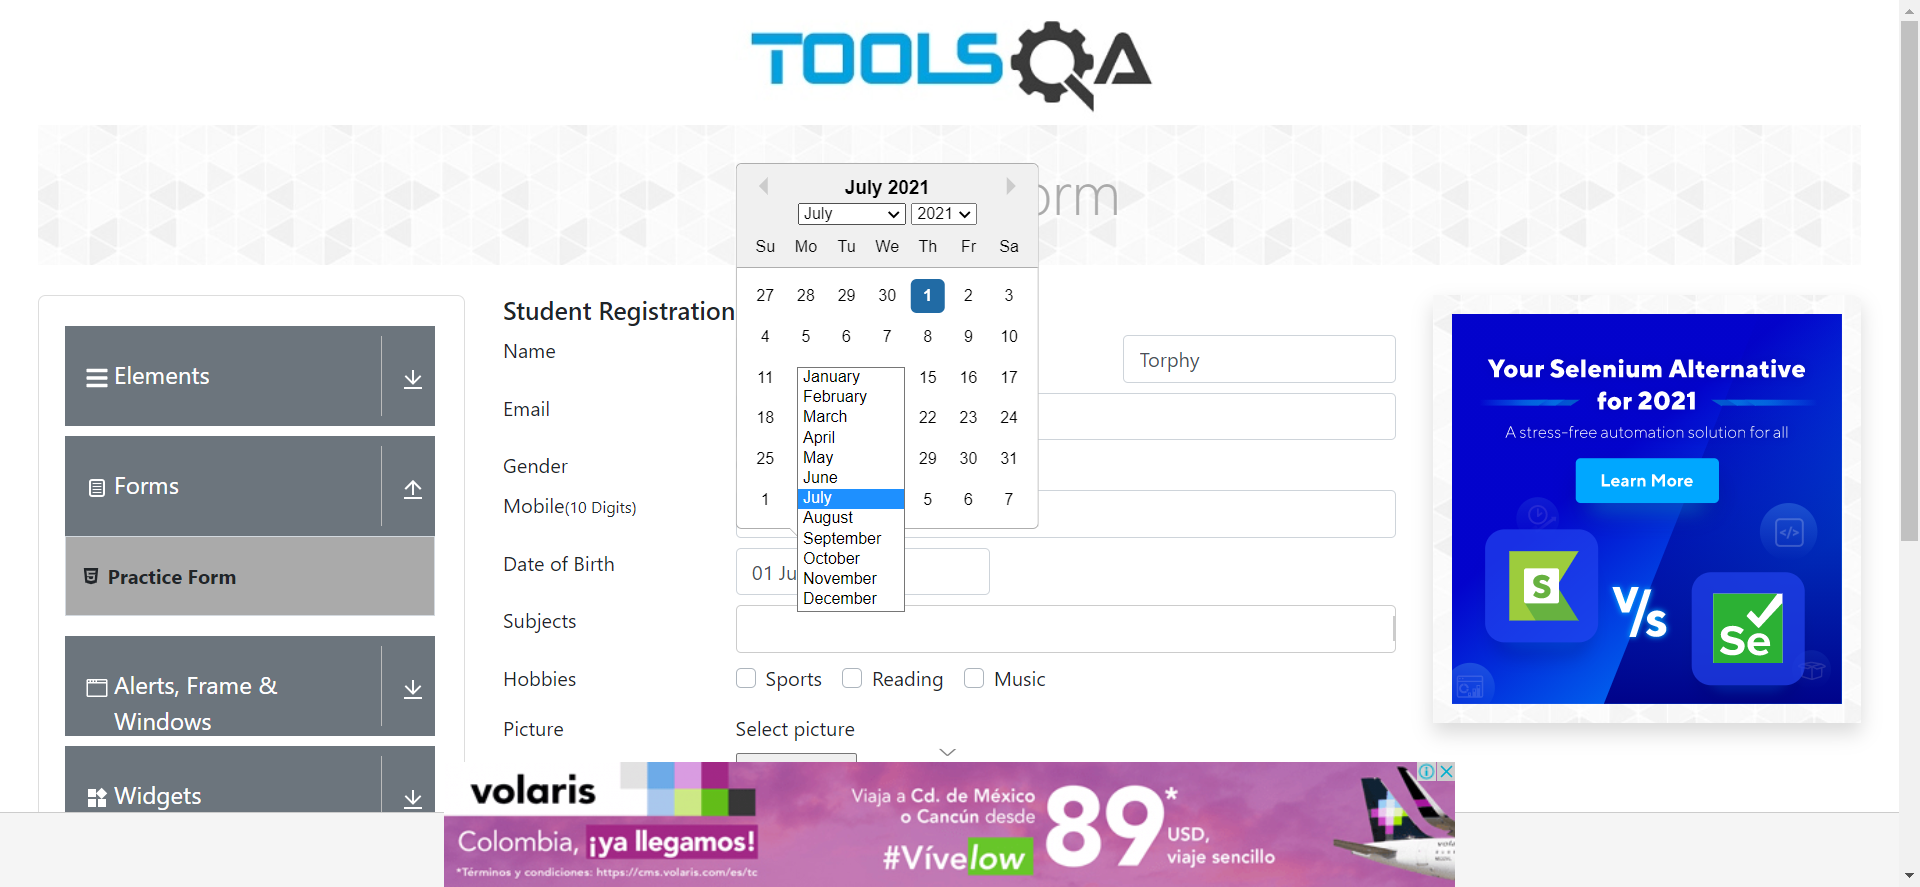 TOOLSQA
orm
July 2021
July 2021
Su Mo Tu We Th Fr Sa
27 28 29 30 1 2 3
4 5 6 7 8 9 10
11 15 16 17
18 22 23 24
25 29 30 31
1 5 6 7
January
February
March
April
May
June
July
August
September
October
November
December
Elements
Forms
Practice Form
Alerts, Frame &
Windows
Widgets
Student Registration
Name
Torphy
Email
Gender
Mobile(10 Digits)
Date of Birth
01 Ju
Subjects
Hobbies
Sports Reading Music
Picture
Select picture
Your Selenium Alternative
for 2021
A stress-free automation solution for all
Learn More
S
V/s
Se
volaris
Colombia, ¡ya llegamos!
*Términos y condiciones: https://cms.volaris.com/es/tc
Viaja a Cd. de México
o Cancún desde
#Vívelow
89*
USD,
viaje sencillo